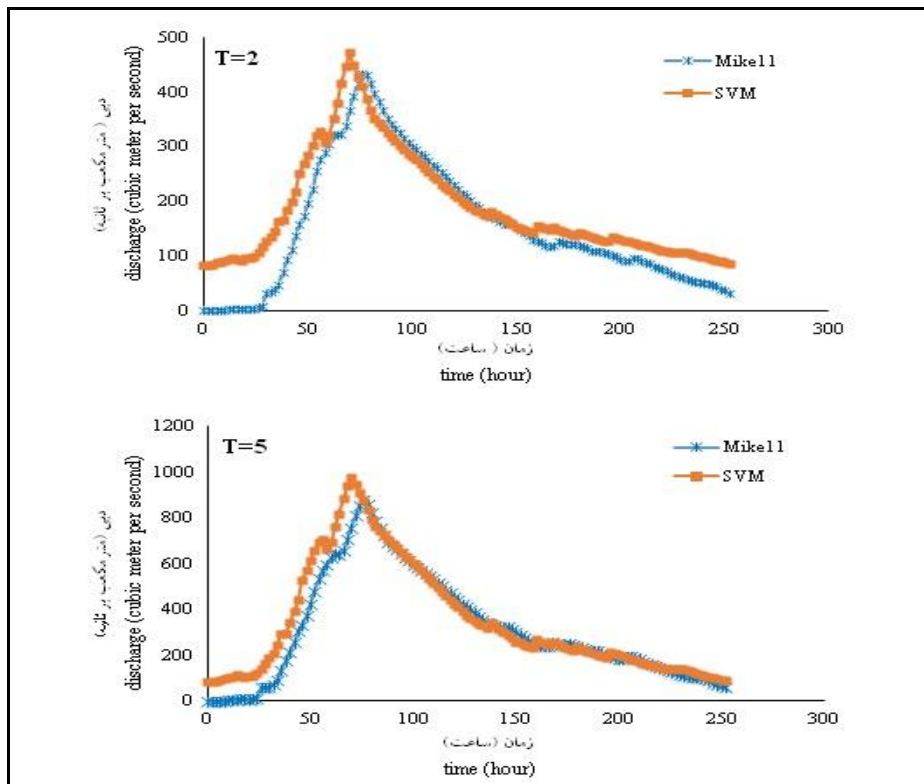 T=2
Mike11
SVM
500
400
300
200
100
0
دبی (متر مکعب بر ثانیه)
discharge (cubic meter per second)
0
50
100
150
200
250
300
زمان (ساعت)
time (hour)
T=5
Mike11
SVM
1200
1000
800
600
400
200
0
دبی (متر مکعب بر ثانیه)
discharge (cubic meter per second)
0
50
100
150
200
250
300
زمان (ساعت)
time (hour)